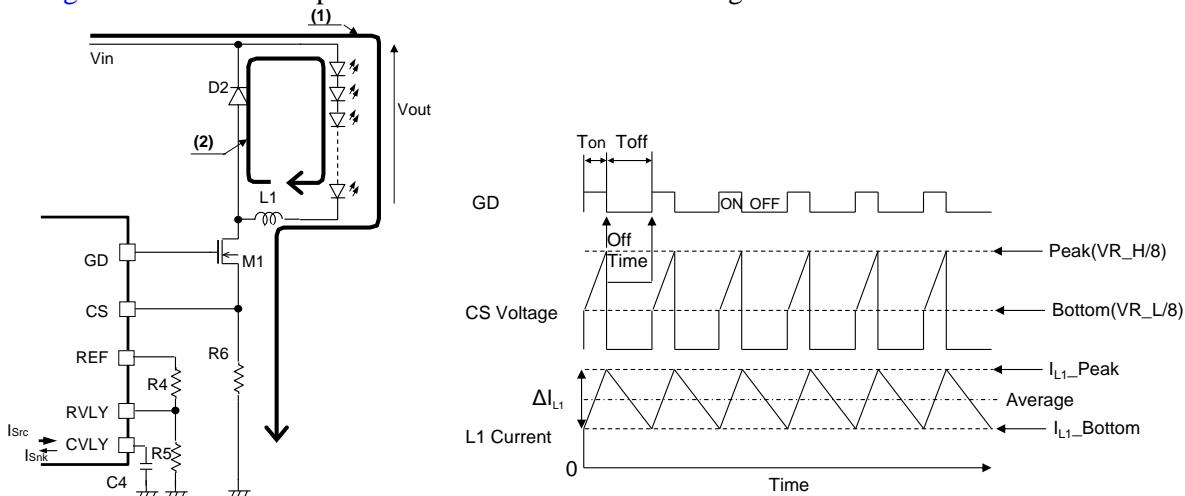 (1)
Vin
D2
Vout
(2)
L1
GD
M1
CS
REF
R6
R4
RVLY
ISrc
CVLY
ISnk
R5
C4
Ton Toff
GD
ON OFF
Off
Time
Peak(VR_H/8)
CS Voltage
Bottom(VR_L/8)
IL1_Peak
ΔIL1
Average
L1 Current
IL1_Bottom
0
Time